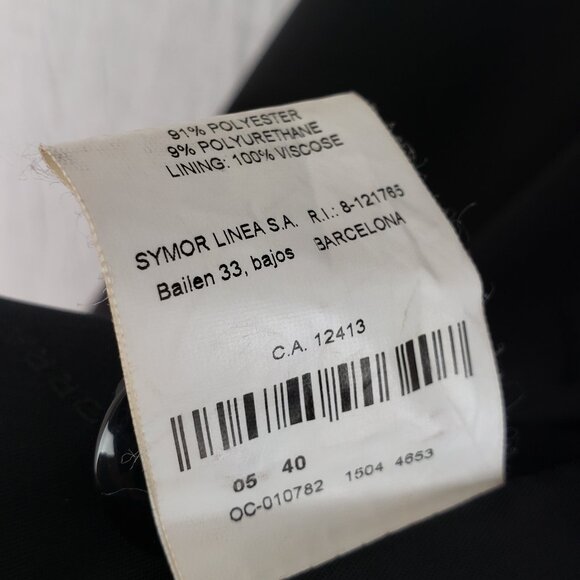 91% POLYESTER
9% POLYURETHANE
LINING: 100% VISCOSE
SYMOR LINEA S.A. R.I.: 8-121765
Bailen 33, bajos BARCELONA
C.A. 12413
05 40
OC-010782 1504 4653